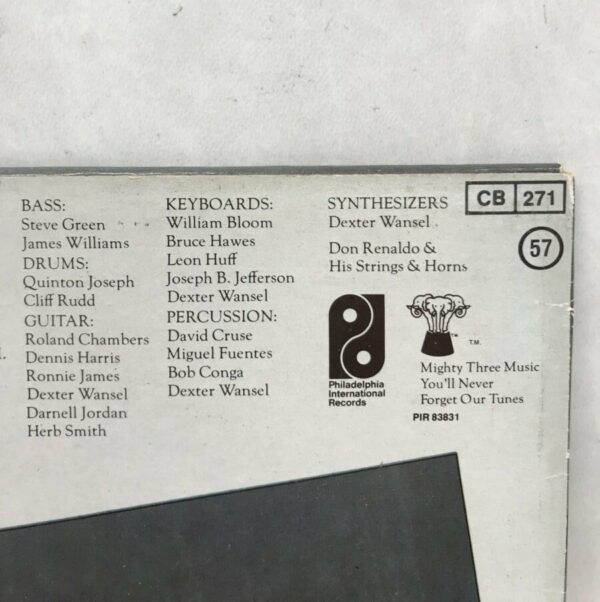 BASS:
Steve Green
James Williams
DRUMS:
Quinton Joseph
Cliff Rudd
GUITAR:
Roland Chambers
Dennis Harris
Ronnie James
Dexter Wansel
Darnell Jordan
Herb Smith
KEYBOARDS:
William Bloom
Bruce Hawes
Leon Huff
Joseph B. Jefferson
Dexter Wansel
PERCUSSION:
David Cruse
Miguel Fuentes
Bob Conga
Dexter Wansel
SYNTHESIZERS
Dexter Wansel
Don Renaldo &
His Strings & Horns
CB 271
57
Philadelphia
International
Records
T.M.
Mighty Three Music
You'll Never
Forget Our Tunes
PIR 83831